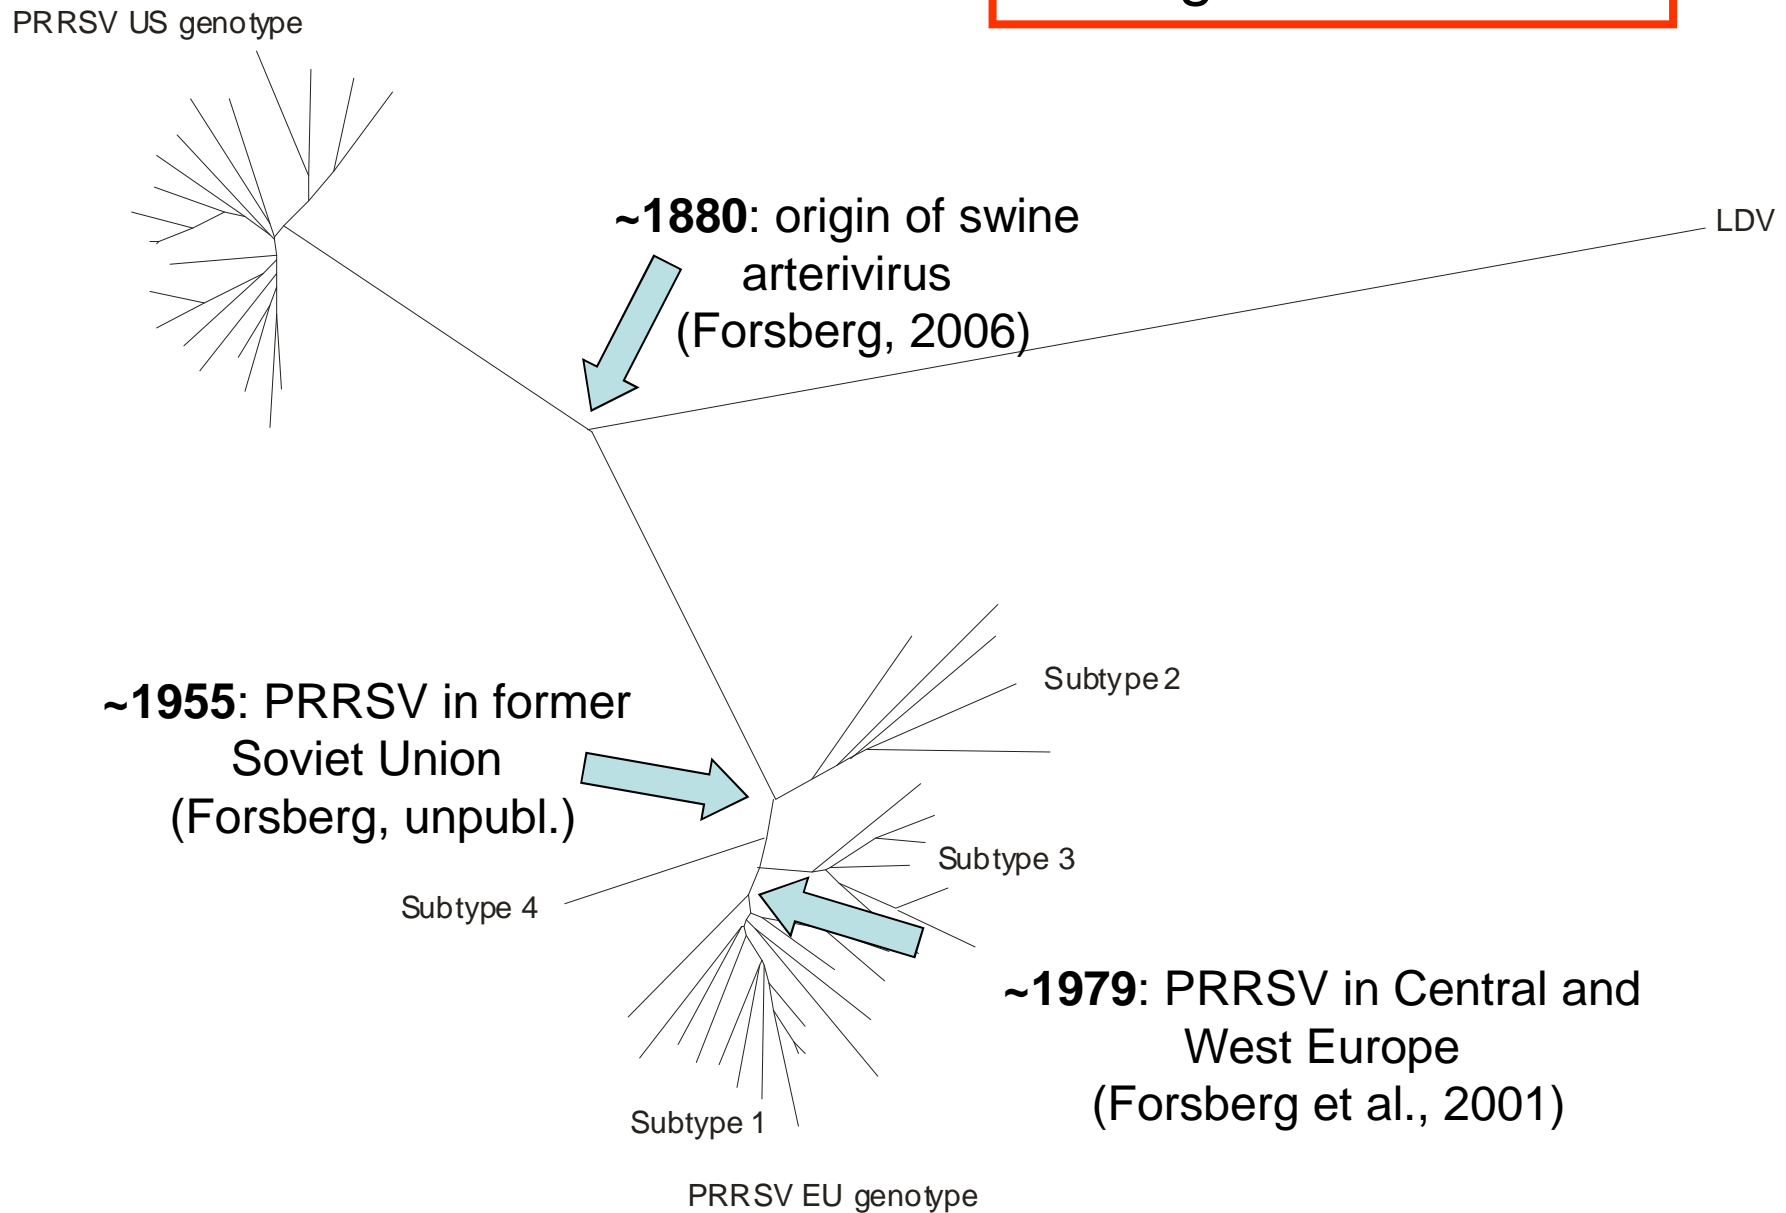 PRRSV US genotype
~1880: origin of swine
arterivirus
(Forsberg, 2006)
LDV
Subtype 2
~1955: PRRSV in former
Soviet Union
(Forsberg, unpubl.)
Subtype 3
Subtype 4
~1979: PRRSV in Central and
West Europe
(Forsberg et al., 2001)
Subtype 1
PRRSV EU genotype